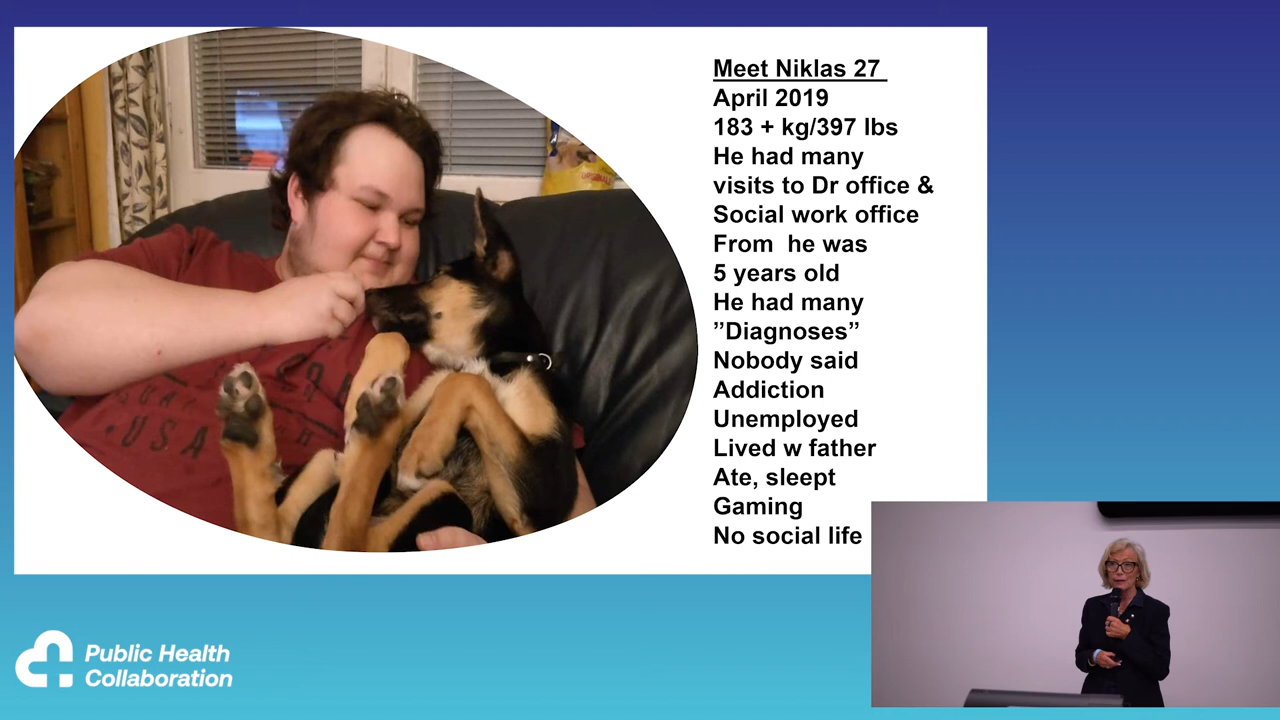 Meet Niklas 27
April 2019
183 + kg/397 lbs
He had many
visits to Dr office &
Social work office
From he was
5 years old
He had many
”Diagnoses”
Nobody said
Addiction
Unemployed
Lived w father
Ate, sleept
Gaming
No social life
USA
Public Health
Collaboration